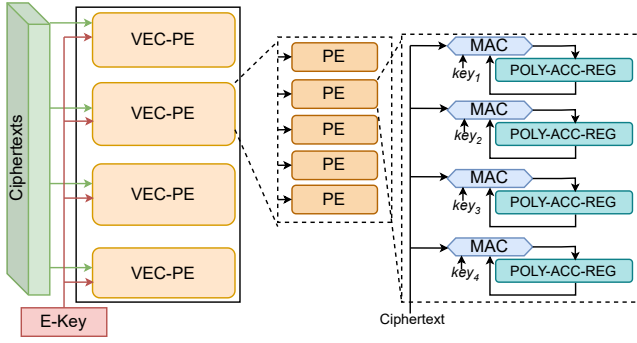 Ciphertexts
E-Key
VEC-PE
VEC-PE
VEC-PE
VEC-PE
PE
PE
PE
PE
PE
MAC
key1
POLY-ACC-REG
MAC
key2
POLY-ACC-REG
MAC
key3
POLY-ACC-REG
MAC
key4
POLY-ACC-REG
Ciphertext